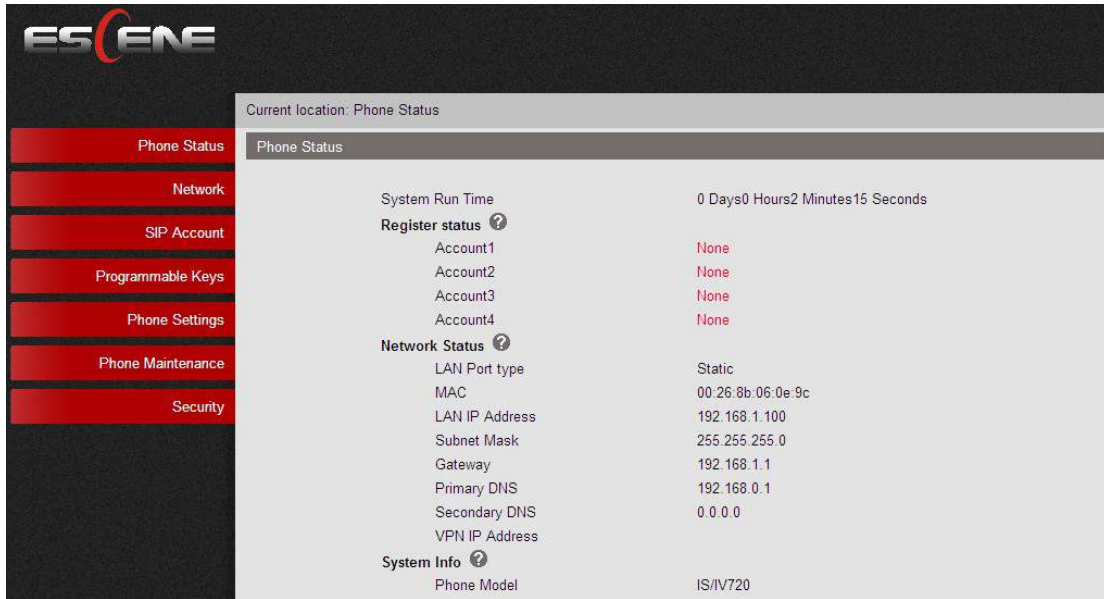 ESCENE
Current location: Phone Status
Phone Status
Network
SIP Account
Programmable Keys
Phone Settings
Phone Maintenance
Security
Phone Status
System Run Time 0 Days0 Hours2 Minutes15 Seconds
Register status ?
Account1 None
Account2 None
Account3 None
Account4 None
Network Status ?
LAN Port type Static
MAC 00:26:8b:06:0e:9c
LAN IP Address 192.168.1.100
Subnet Mask 255.255.255.0
Gateway 192.168.1.1
Primary DNS 192.168.0.1
Secondary DNS 0.0.0.0
VPN IP Address
System Info ?
Phone Model IS/IV720